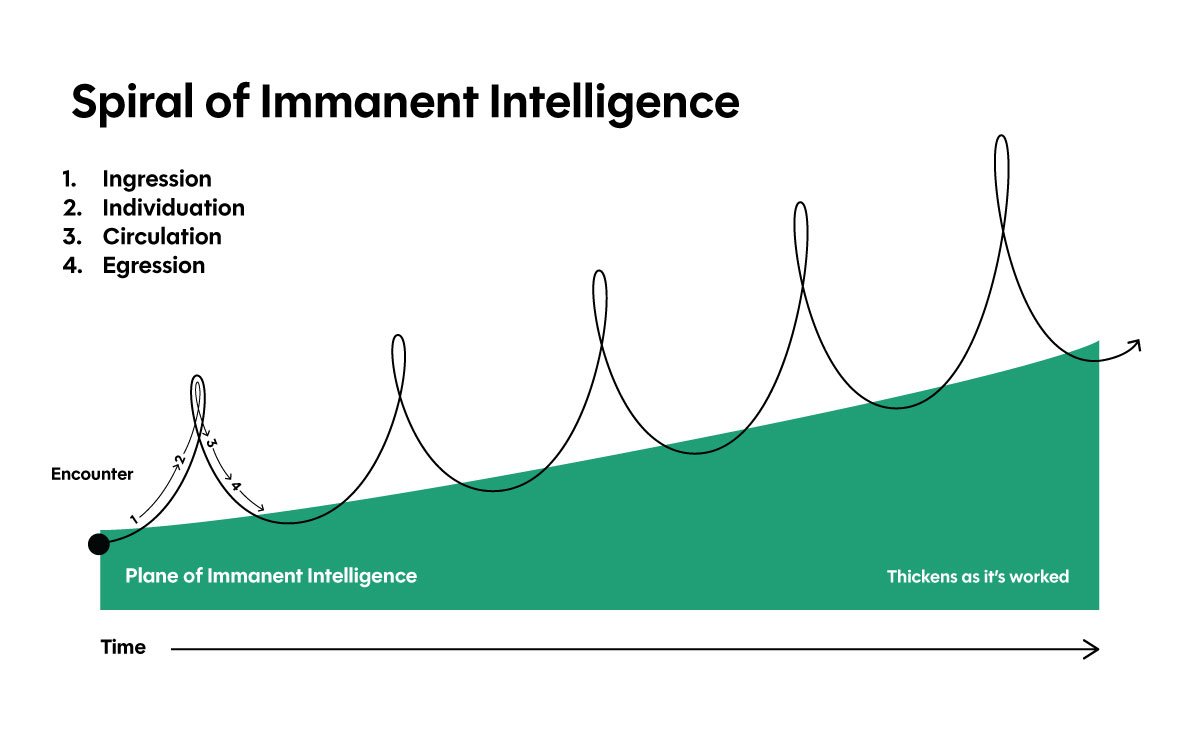 Spiral of Immanent Intelligence
1. Ingression
2. Individuation
3. Circulation
4. Egression
Encounter
1
2
3
4
Plane of Immanent Intelligence
Thickens as it’s worked
Time